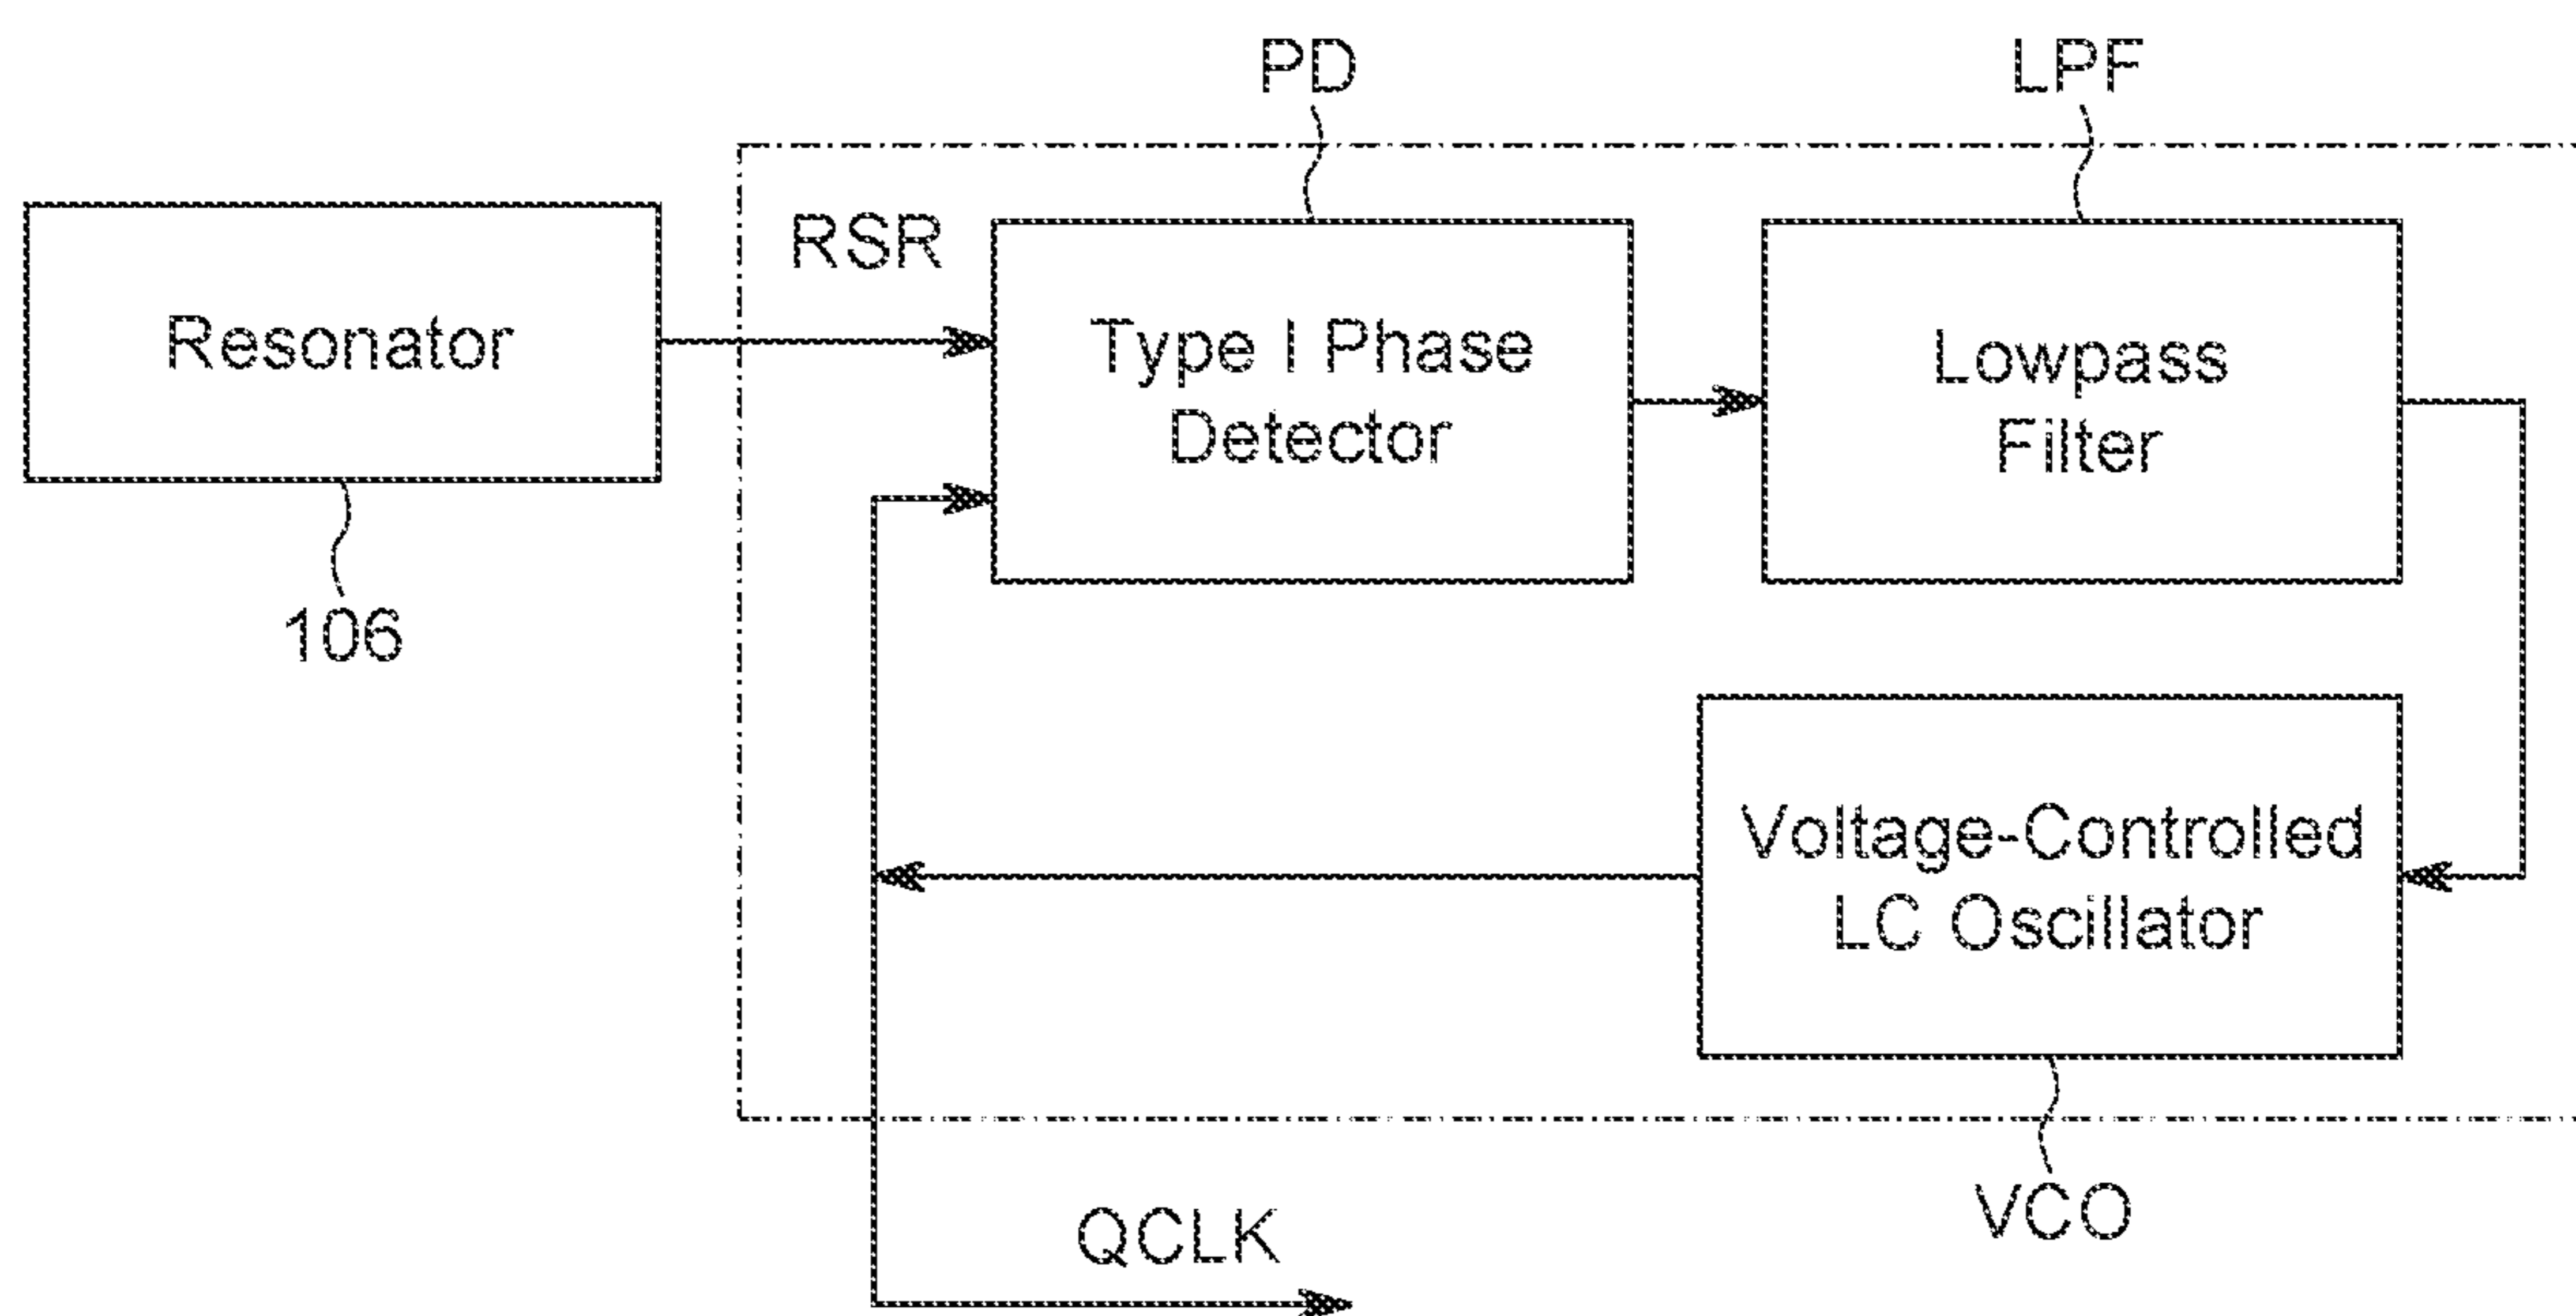 PD
LPF
RSR
Resonator
Type I Phase
Detector
Lowpass
Filter
106
Voltage-Controlled
LC Oscillator
QCLK
VCO